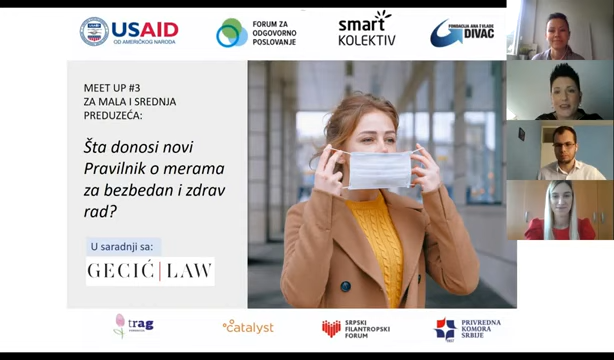 USAID
OD AMERIČKOG NARODA
FORUM ZA
ODGOVORNO
POSLOVANJE
smart
KOLEKTIV
FONDACIJA ANA I VLADE
DIVAC
MEET UP #3
ZA MALA I SREDNJA
PREDUZEĆA:
Šta donosi novi
Pravilnik o merama
za bezbedan i zdrav
rad?
U saradnji sa:
GECIĆ | LAW
trag
catalyst
SRPSKI
FILANTROPSKI
FORUM
PRIVREDNA
KOMORA
SRBIJE